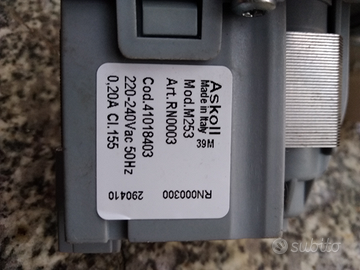 Askoll
Made in Italy
39M
Mod.M253
Art.RN0003
Cod.41018403
220-240Vac 50Hz
0,20A Cl.155
RN000300
290410
subito